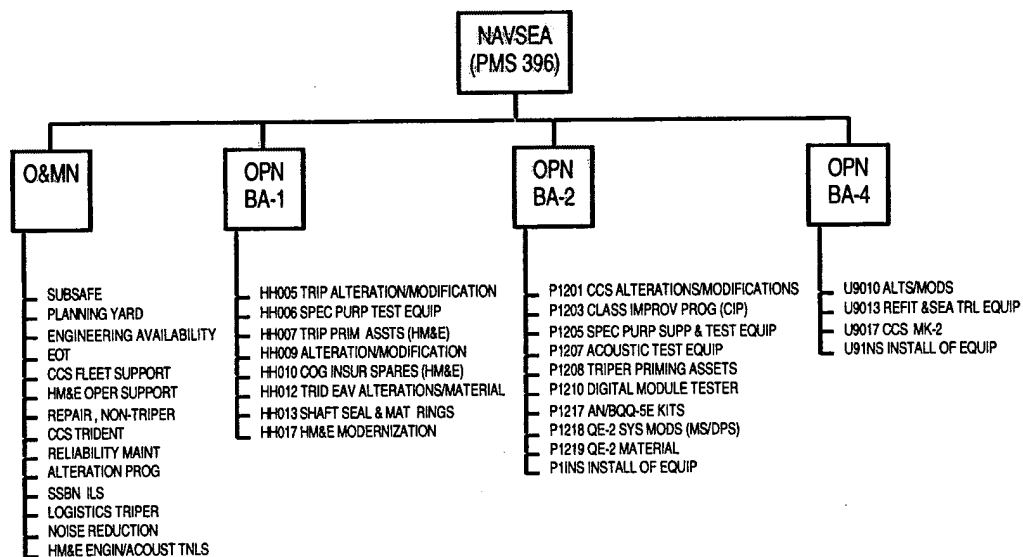 NAVSEA
(PMS 396)
O&MN
SUBSAFE
PLANNING YARD
ENGINEERING AVAILABILITY
EOT
CCS FLEET SUPPORT
HM&E OPER SUPPORT
REPAIR , NON-TRIPER
CCS TRIDENT
RELIABILITY MAINT
ALTERATION PROG
SSBN ILS
LOGISTICS TRIPER
NOISE REDUCTION
HM&E ENGIN/ACOUST TNLS
OPN
BA-1
HH005 TRIP ALTERATION/MODIFICATION
HH006 SPEC PURP TEST EQUIP
HH007 TRIP PRIM ASSTS (HM&E)
HH009 ALTERATION/MODIFICATION
HH010 COG INSUR SPARES (HM&E)
HH012 TRID EAV ALTERATIONS/MATERIAL
HH013 SHAFT SEAL & MAT RINGS
HH017 HM&E MODERNIZATION
OPN
BA-2
P1201 CCS ALTERATIONS/MODIFICATIONS
P1203 CLASS IMPROV PROG (CIP)
P1205 SPEC PURP SUPP & TEST EQUIP
P1207 ACOUSTIC TEST EQUIP
P1208 TRIPER PRIMING ASSETS
P1210 DIGITAL MODULE TESTER
P1217 AN/BQQ-5E KITS
P1218 QE-2 SYS MODS (MS/DPS)
P1219 QE-2 MATERIAL
P1INS INSTALL OF EQUIP
OPN
BA-4
U9010 ALTS/MODS
U9013 REFIT &SEA TRL EQUIP
U9017 CCS MK-2
U91NS INSTALL OF EQUIP